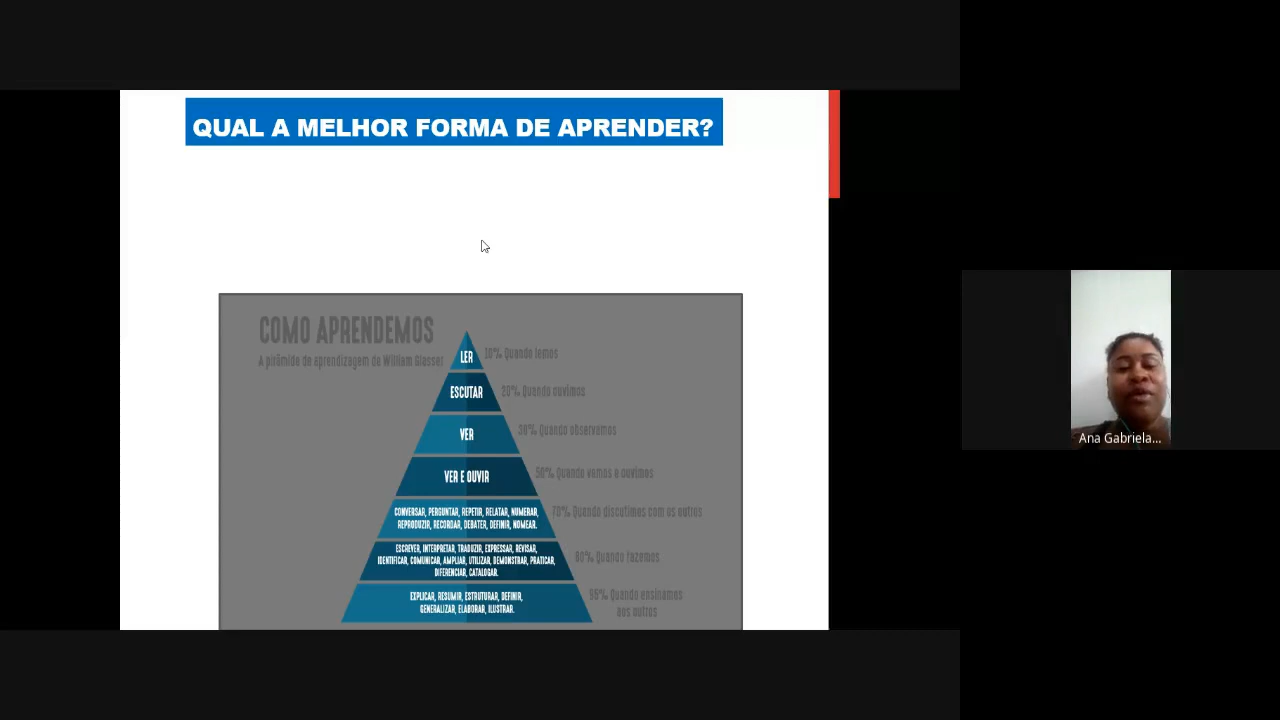 QUAL A MELHOR FORMA DE APRENDER?
COMO APRENDEMOS
A pirâmide de aprendizagem de William Glasser
LER
10% Quando lemos
ESCUTAR
20% Quando ouvimos
VER
30% Quando observamos
VER E OUVIR
50% Quando vemos e ouvimos
CONVERSAR, PERGUNTAR, REPETIR, RELATAR, NUMERAR,
REPRODUZIR, RECORDAR, DEBATER, DEFINIR, NOMEAR.
70% Quando discutimos com os outros
ESCREVER, INTERPRETAR, TRADUZIR, EXPRESSAR, REVISAR,
IDENTIFICAR, COMUNICAR, AMPLIAR, UTILIZAR, DEMONSTRAR, PRATICAR,
DIFERENCIAR, CATALOGAR.
80% Quando fazemos
EXPLICAR, RESUMIR, ESTRUTURAR, DEFINIR,
GENERALIZAR, ELABORAR, ILUSTRAR.
95% Quando ensinamos
aos outros
Ana Gabriela...